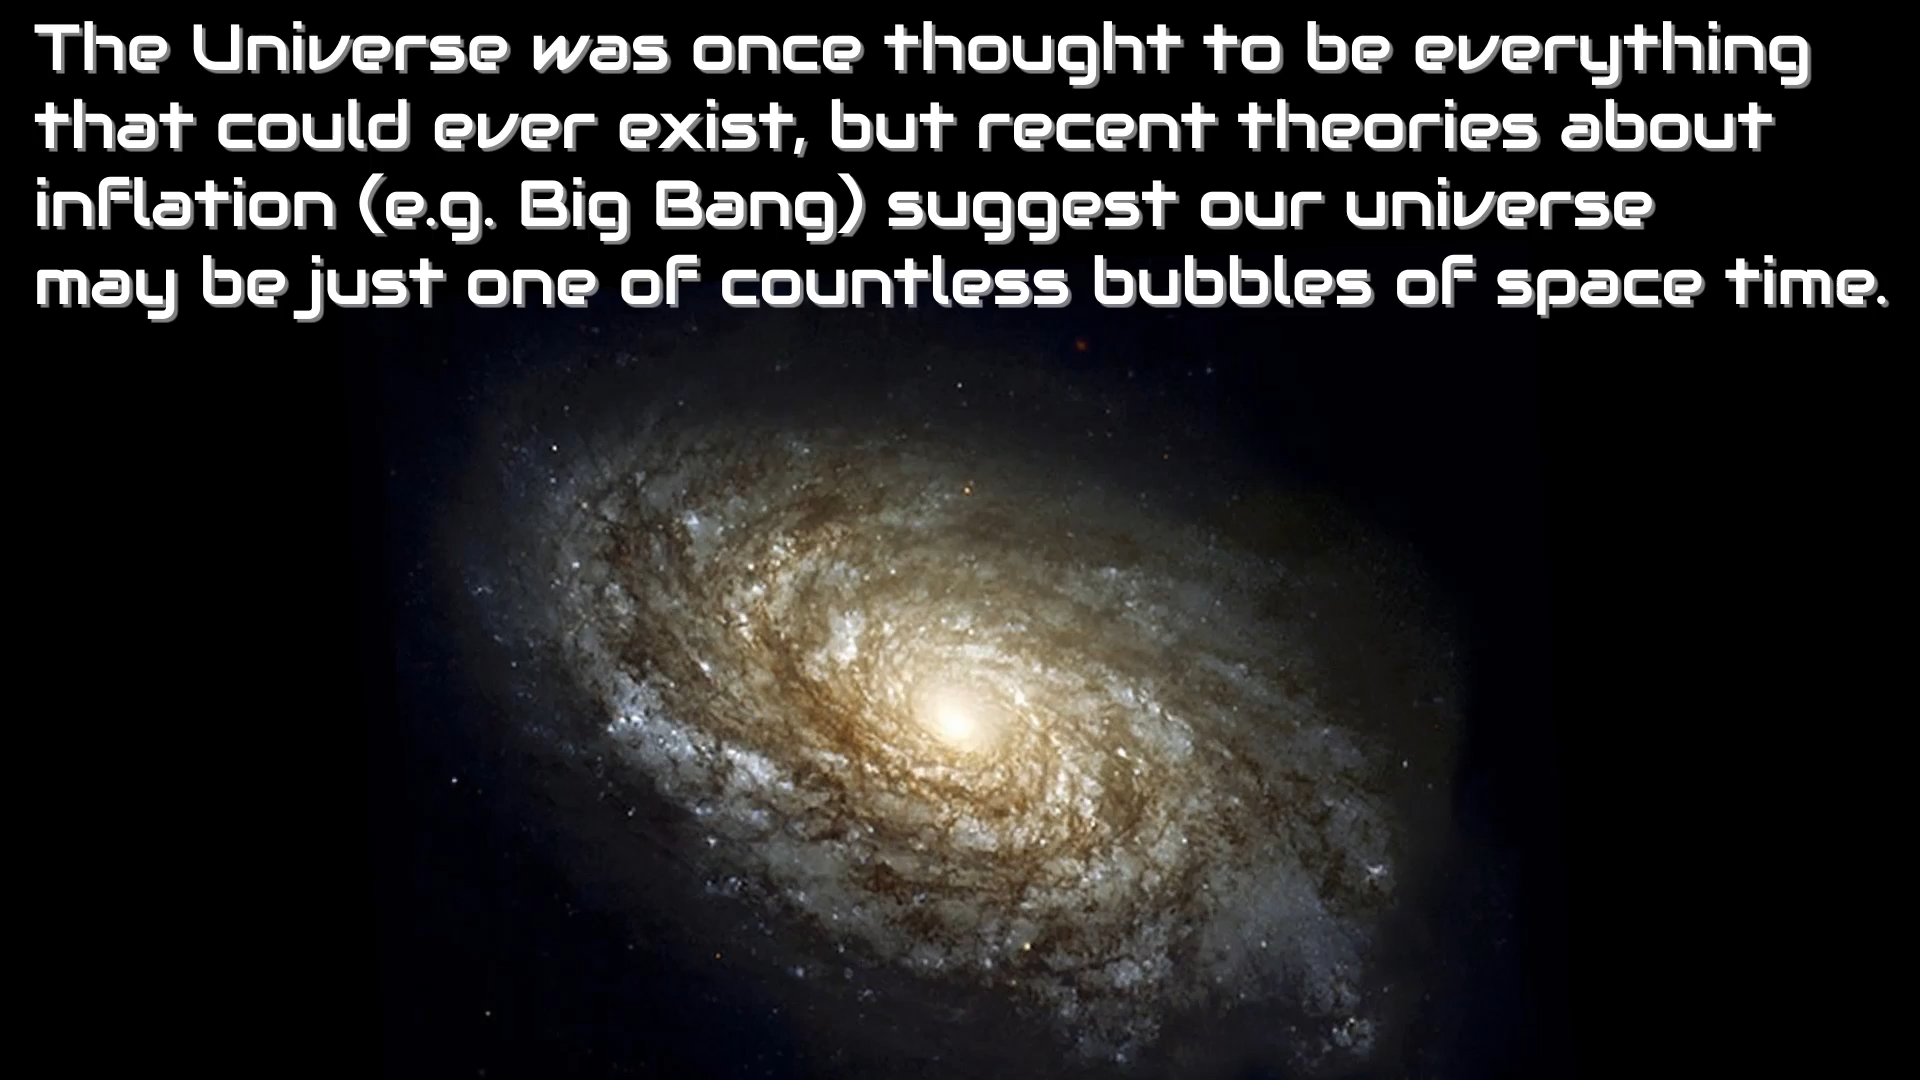 The Universe was once thought to be everything
that could ever exist, but recent theories about
inflation (e.g. Big Bang) suggest our universe
may be just one of countless bubbles of space time.